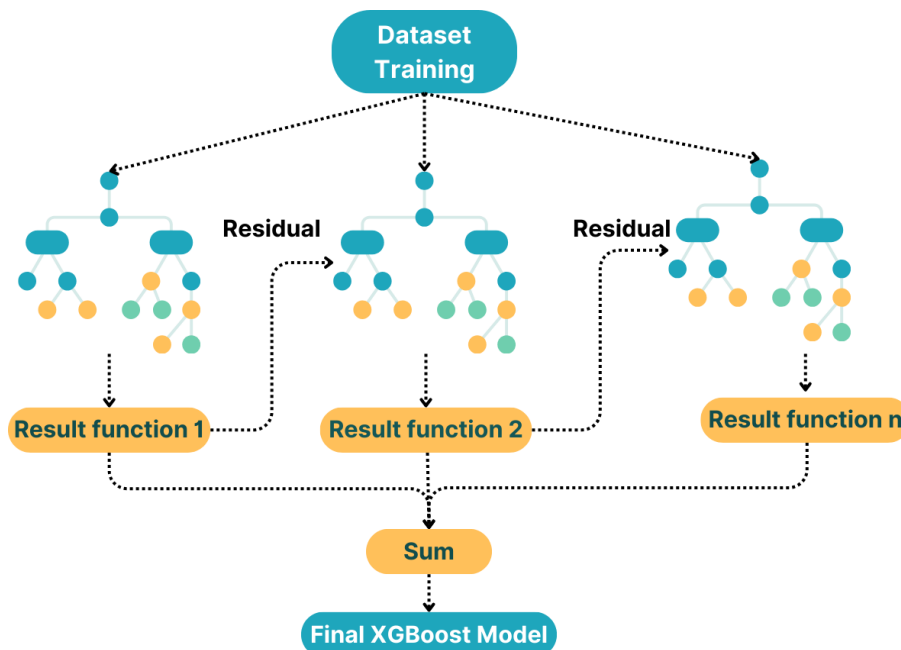 Dataset
Training
Residual
Residual
Result function 1
Result function 2
Result function n
Sum
Final XGBoost Model